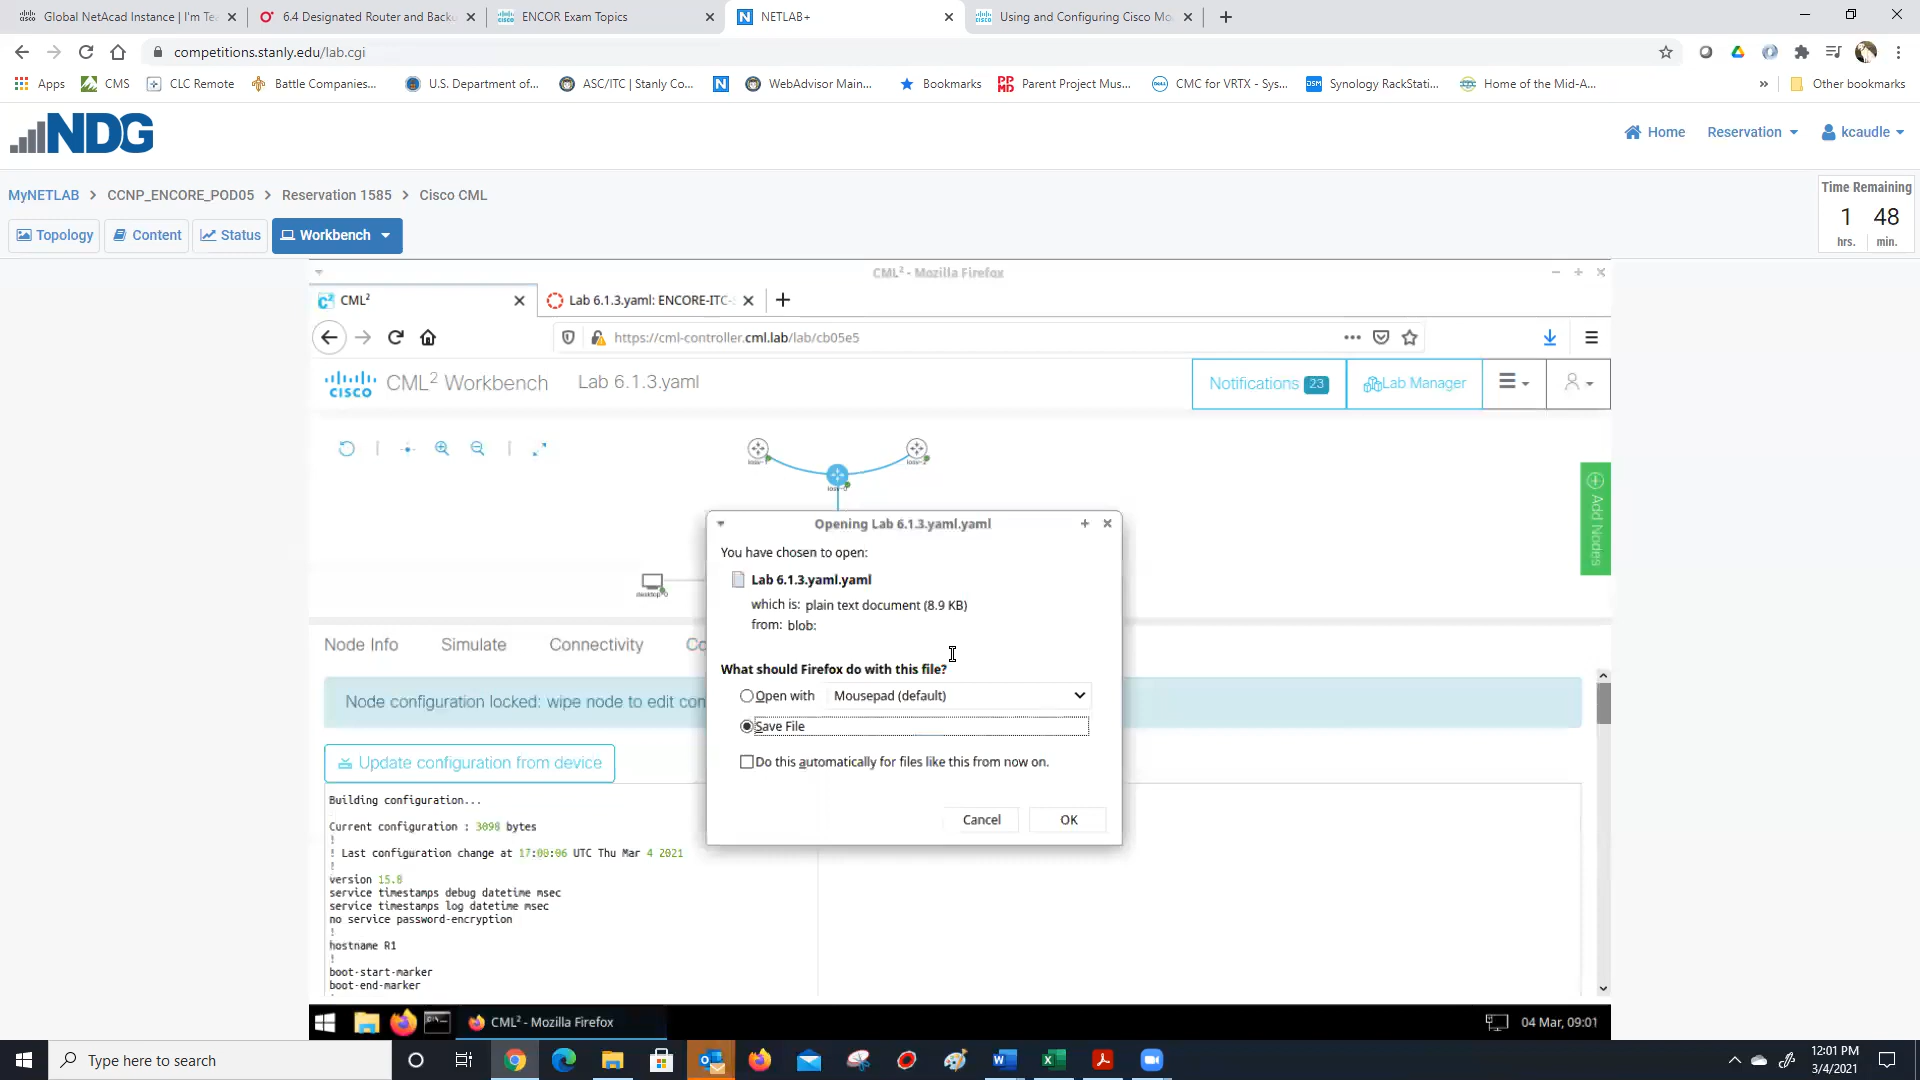 Global NetAcad Instance | I'm Te
6.4 Designated Router and Backu
ENCOR Exam Topics
NETLAB+
Using and Configuring Cisco Mo
competitions.stanly.edu/lab.cgi
Apps
CMS
CLC Remote
Battle Companies...
U.S. Department of...
ASC/ITC | Stanly Co...
WebAdvisor Main...
Bookmarks
Parent Project Mus...
CMC for VRTX - Sys...
Synology RackStati...
Home of the Mid-A...
»
Other bookmarks
NDG
Home
Reservation
kcaudle
MyNETLAB > CCNP_ENCORE_POD05 > Reservation 1585 > Cisco CML
Time Remaining
1 48
hrs. min.
Topology
Content
Status
Workbench
CML² - Mozilla Firefox
CML²
Lab 6.1.3.yaml: ENCORE-ITC-
https://cml-controller.cml.lab/lab/cb05e5
cisco
CML² Workbench
Lab 6.1.3.yaml
Notifications 23
Lab Manager
Add Nodes
desktop-0
Opening Lab 6.1.3.yaml.yaml
You have chosen to open:
Lab 6.1.3.yaml.yaml
which is: plain text document (8.9 KB)
from: blob:
What should Firefox do with this file?
Open with Mousepad (default)
Save File
Do this automatically for files like this from now on.
Cancel
OK
Node Info
Simulate
Connectivity
Co
Node configuration locked: wipe node to edit con
Update configuration from device
Building configuration...
Current configuration : 3098 bytes
!
! Last configuration change at 17:00:06 UTC Thu Mar 4 2021
!
version 15.8
service timestamps debug datetime msec
service timestamps log datetime msec
no service password-encryption
!
hostname R1
!
boot-start-marker
boot-end-marker
CML² - Mozilla Firefox
04 Mar, 09:01
Type here to search
12:01 PM
3/4/2021